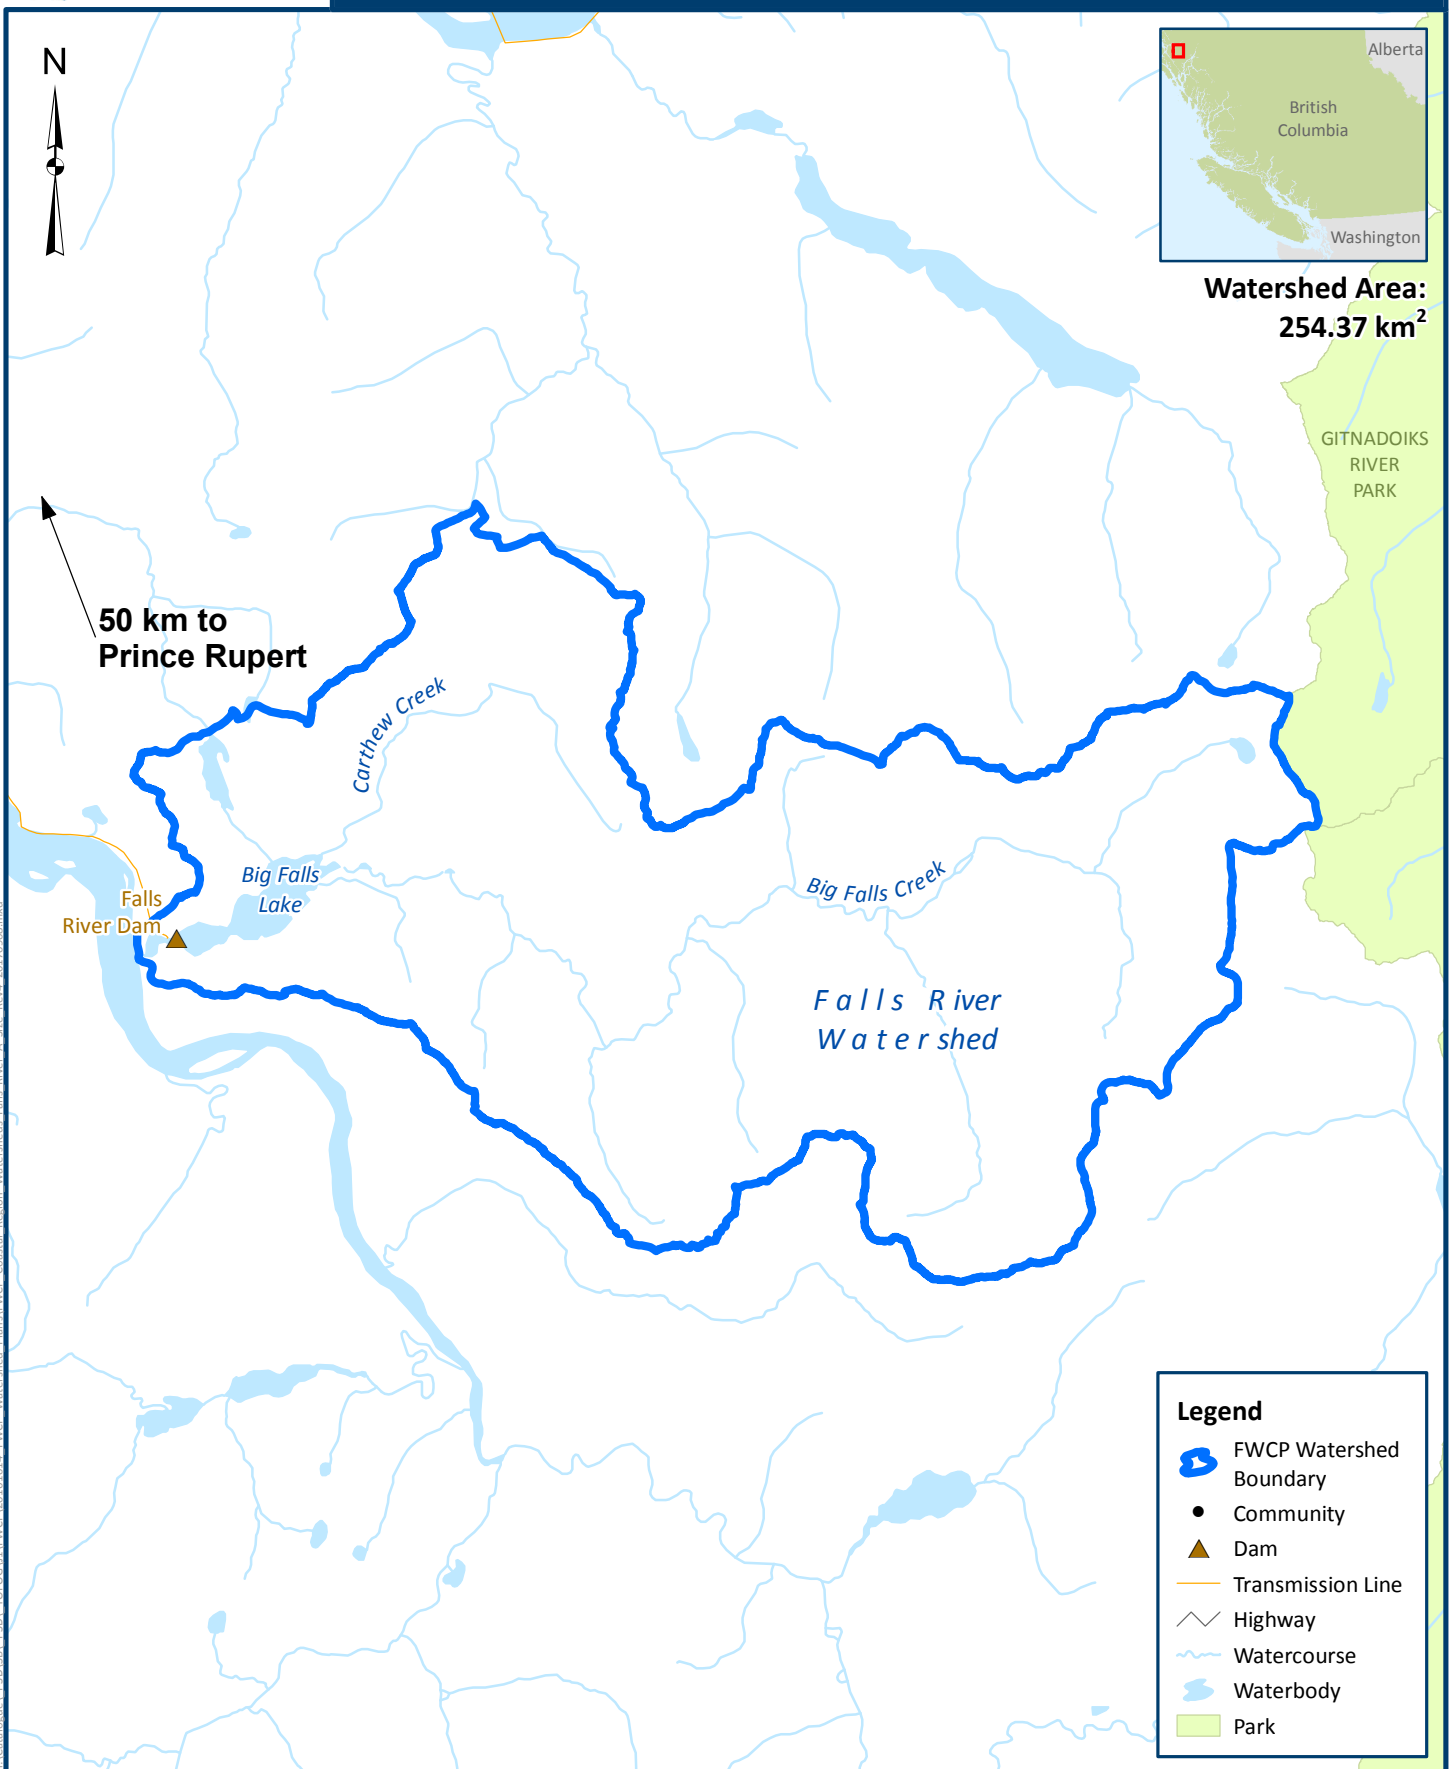 N
Alberta
British
Columbia
Washington
Watershed Area:
254.37 km²
GITNADOIKS
RIVER
PARK
50 km to
Prince Rupert
Carthew Creek
Big Falls
Lake
Falls
River Dam
Big Falls Creek
Falls River
Watershed
Legend
FWCP Watershed
Boundary
Community
Dam
Transmission Line
Highway
Watercourse
Waterbody
Park